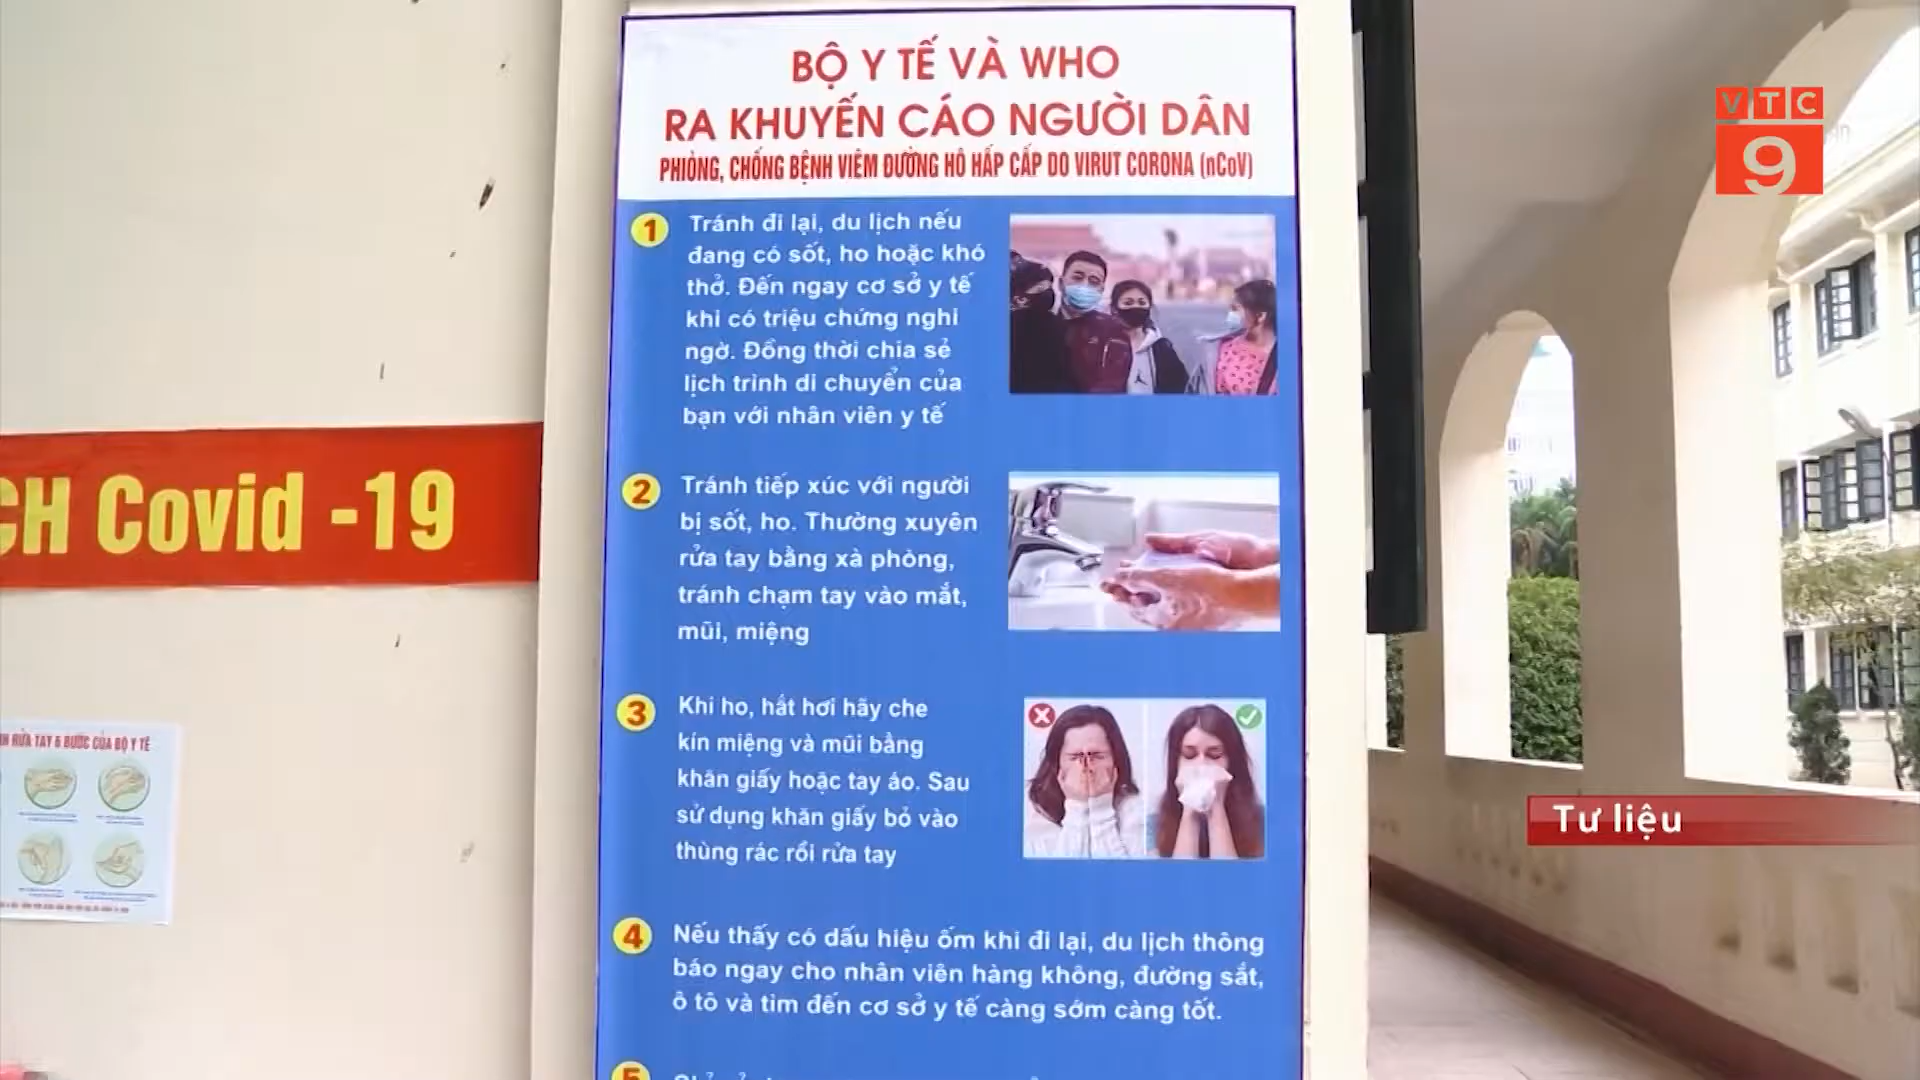 BỘ Y TẾ VÀ WHO
RA KHUYẾN CÁO NGƯỜI DÂN
PHÒNG, CHỐNG BỆNH VIÊM ĐƯỜNG HÔ HẤP CẤP DO VIRUT CORONA (nCoV)
1 Tránh đi lại, du lịch nếu
đang có sốt, ho hoặc khó
thở. Đến ngay cơ sở y tế
khi có triệu chứng nghi
ngờ. Đồng thời chia sẻ
lịch trình di chuyển của
bạn với nhân viên y tế
2 Tránh tiếp xúc với người
bị sốt, ho. Thường xuyên
rửa tay bằng xà phòng,
tránh chạm tay vào mắt,
mũi, miệng
3 Khi ho, hắt hơi hãy che
kín miệng và mũi bằng
khăn giấy hoặc tay áo. Sau
sử dụng khăn giấy bỏ vào
thùng rác rồi rửa tay
4 Nếu thấy có dấu hiệu ốm khi đi lại, du lịch thông
báo ngay cho nhân viên hàng không, đường sắt,
ô tô và tìm đến cơ sở y tế càng sớm càng tốt.
5
CH Covid -19
RỬA TAY 6 BƯỚC CỦA BỘ Y TẾ
VTC
9
Tư liệu